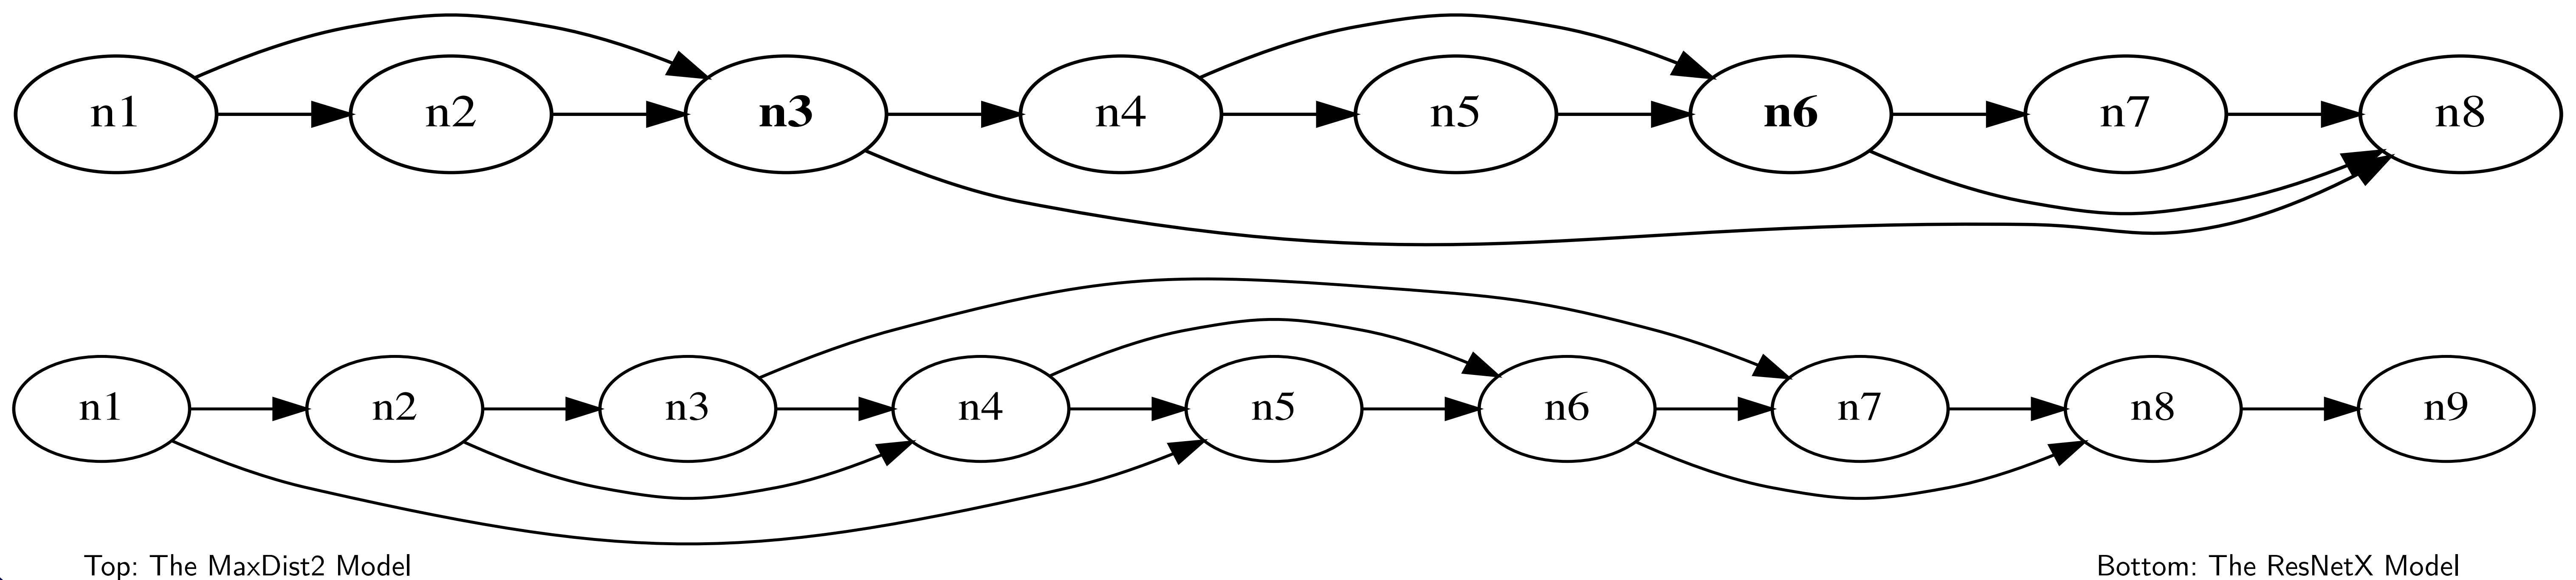 n1 n2 n3 n4 n5 n6 n7 n8
n1 n2 n3 n4 n5 n6 n7 n8 n9
Top: The MaxDist2 Model
Bottom: The ResNetX Model